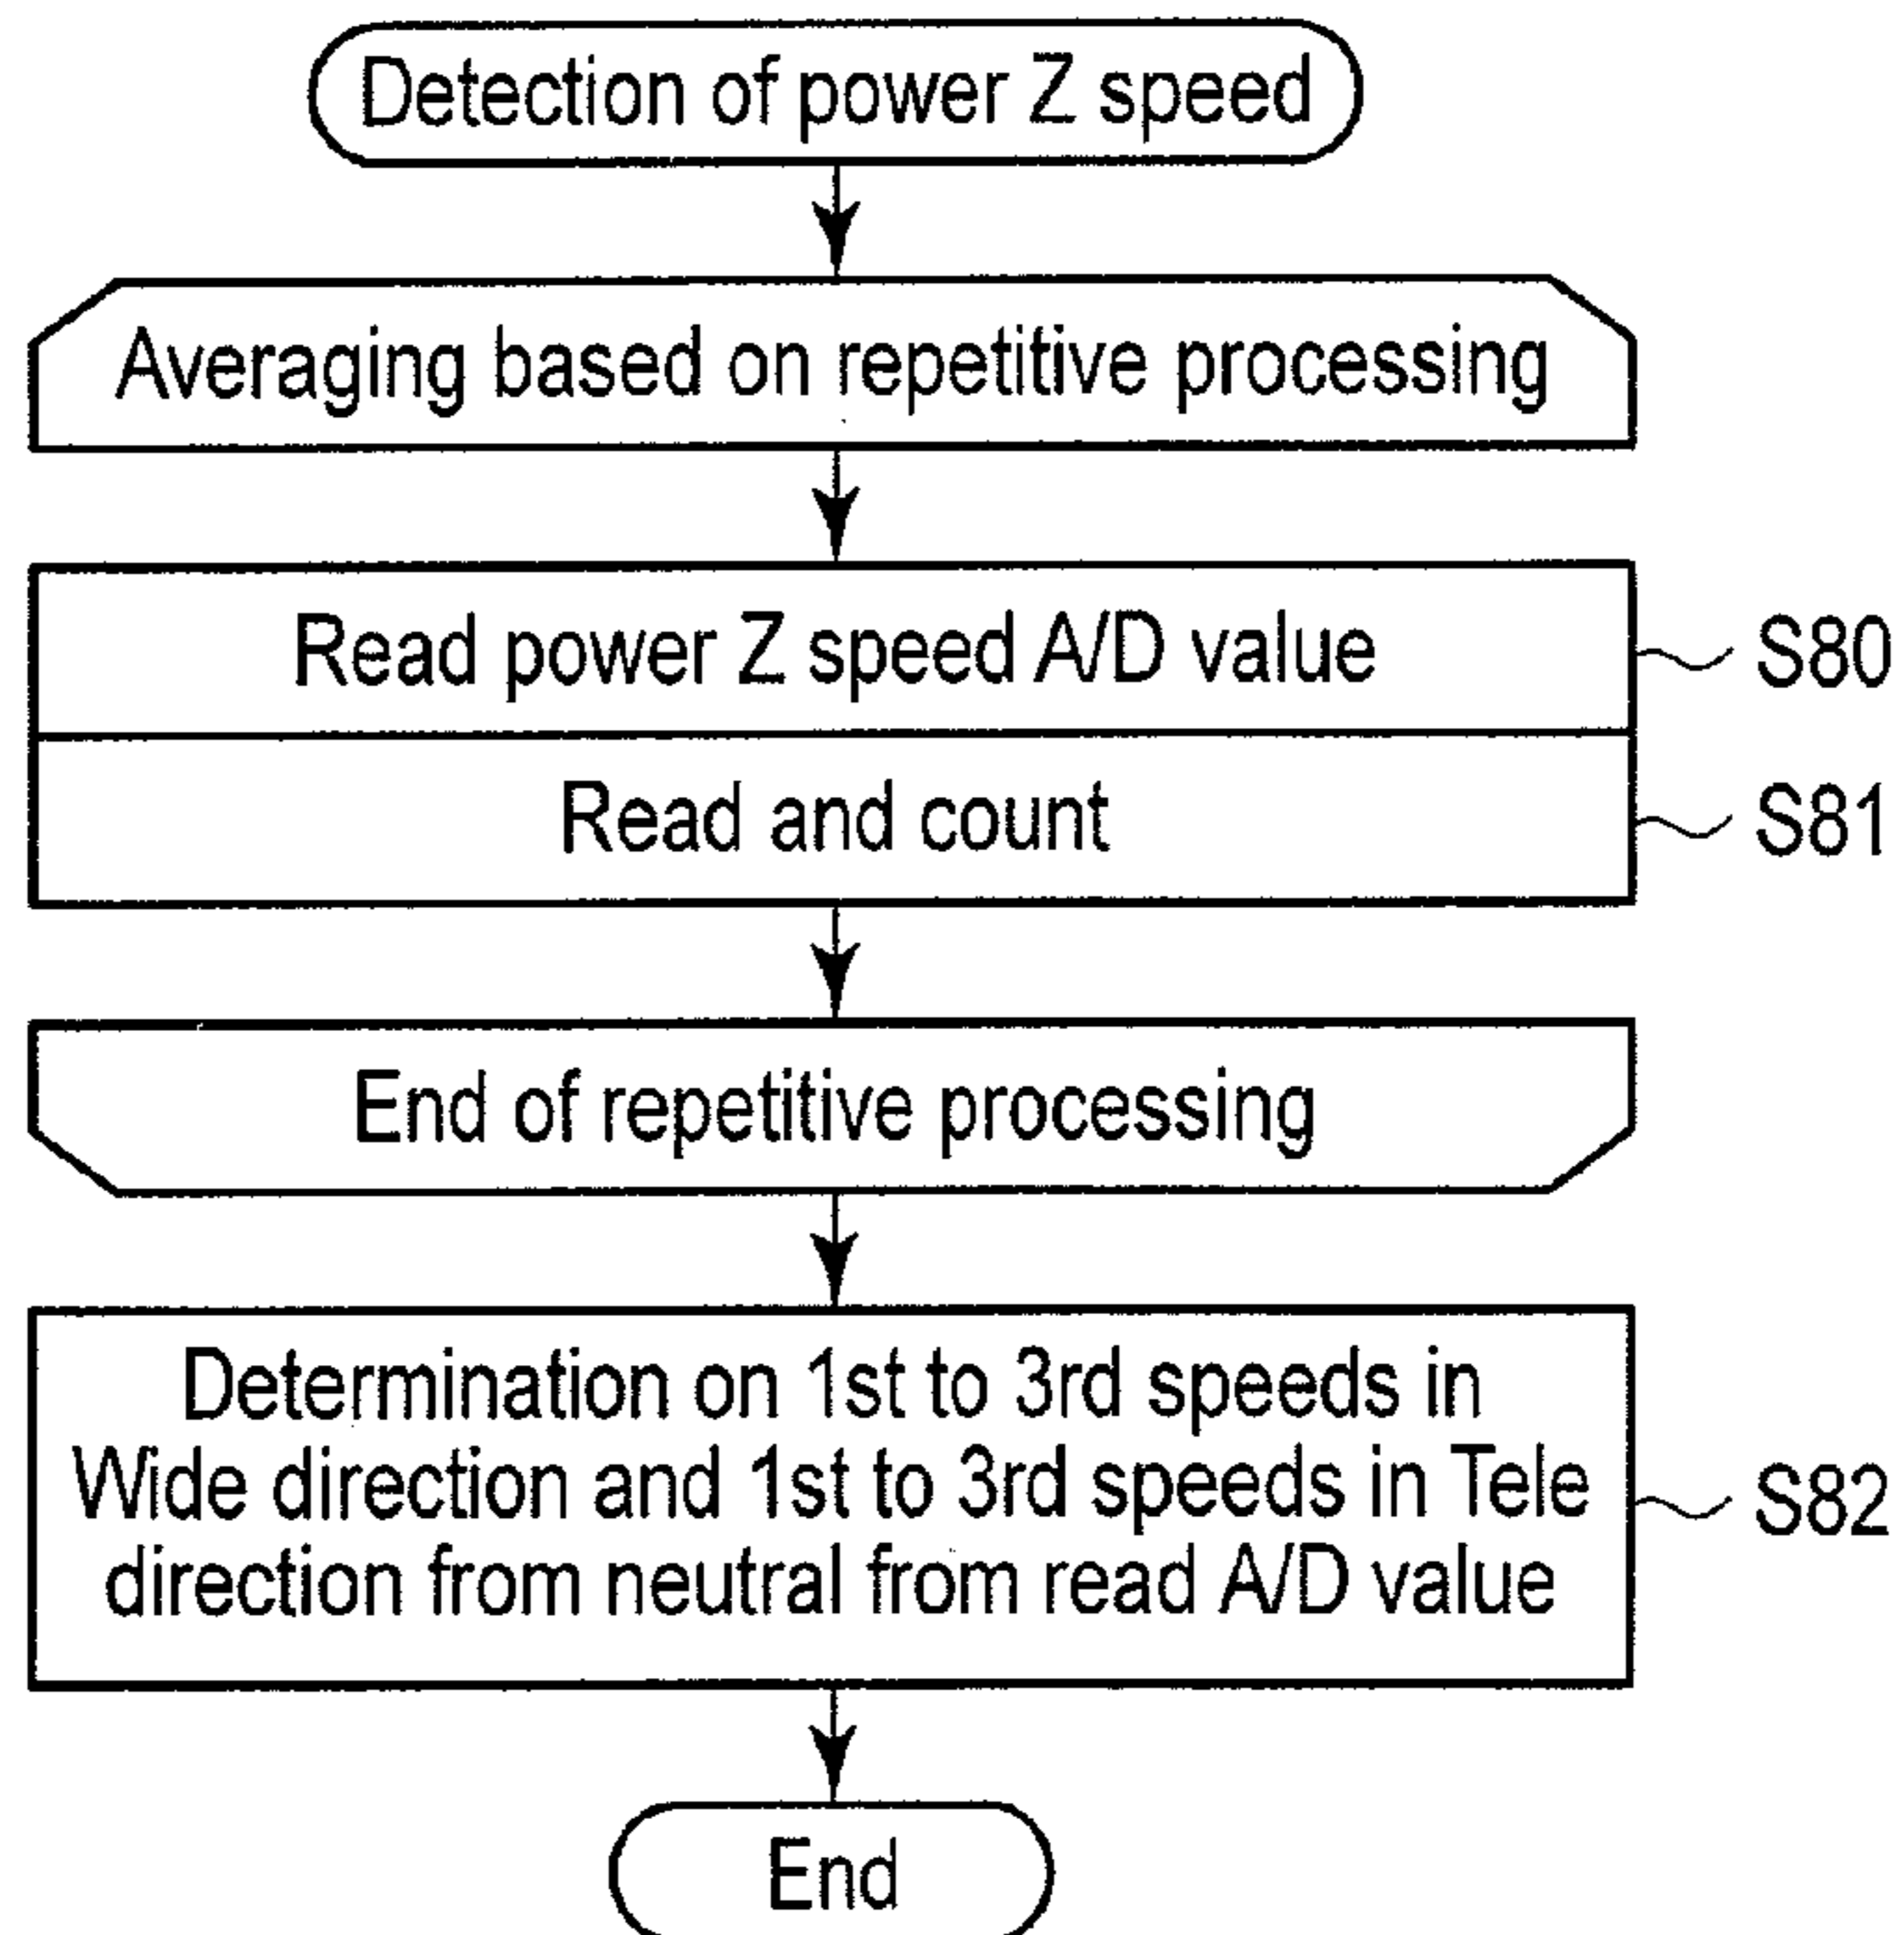 Detection of power Z speed
Averaging based on repetitive processing
Read power Z speed A/D value
S80
Read and count
S81
End of repetitive processing
Determination on 1st to 3rd speeds in
Wide direction and 1st to 3rd speeds in Tele
direction from neutral from read A/D value
S82
End